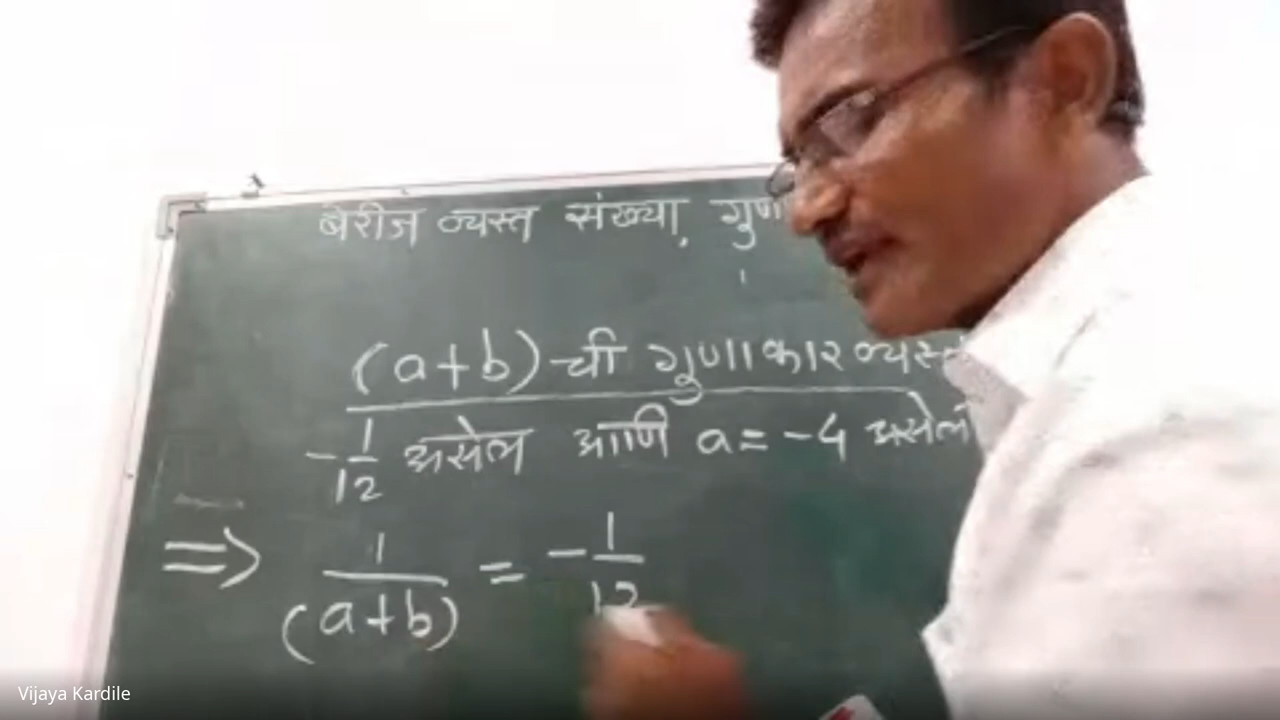 बेरीज व्यस्त संख्या,
(a+b)-ची गुणाकार व्यस्त
-1/12 असेल आणि a = -4 असेल
⇒ 1/(a+b) = -1/12
Vijaya Kardile